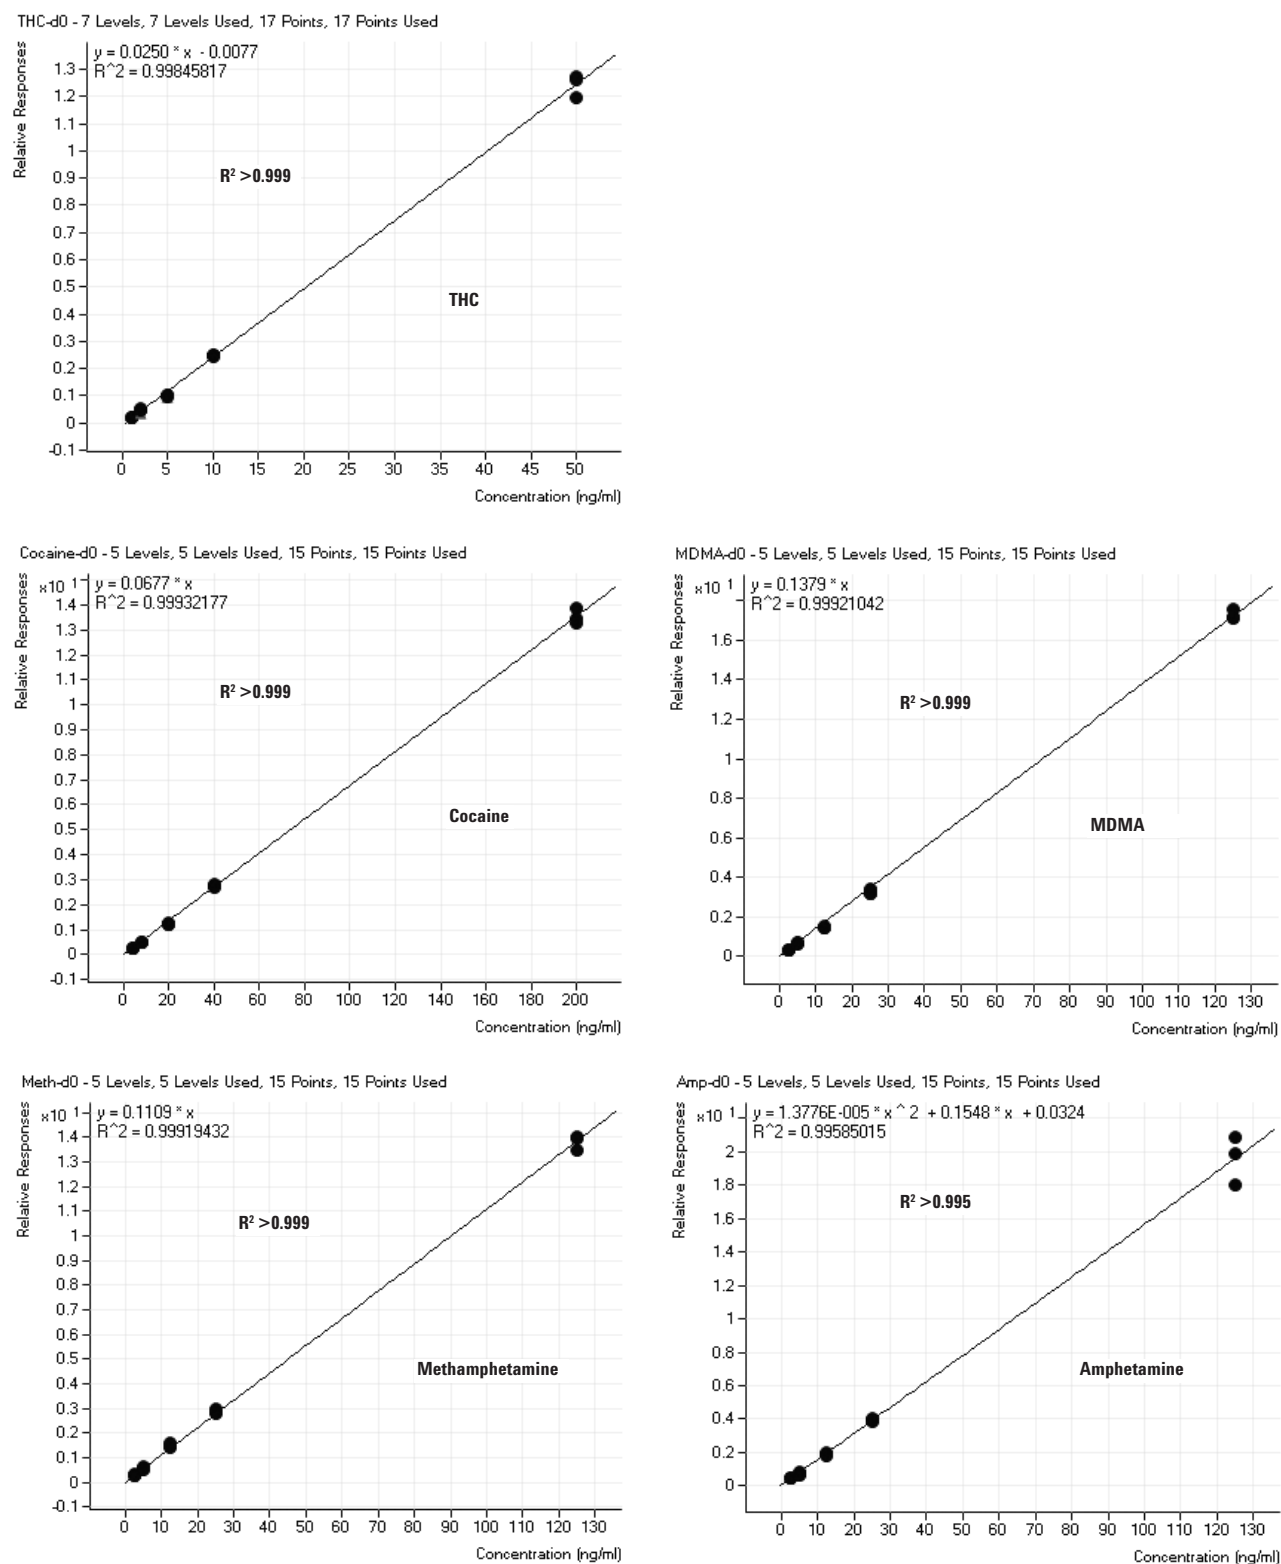 THC-d0 - 7 Levels, 7 Levels Used, 17 Points, 17 Points Used
Relative Responses
y = 0.0250 * x - 0.0077
R^2 = 0.99845817
1.3
1.2
1.1
1
0.9
0.8
0.7
0.6
0.5
0.4
0.3
0.2
0.1
0
-0.1
R² >0.999
THC
0 5 10 15 20 25 30 35 40 45 50
Concentration (ng/ml)
Cocaine-d0 - 5 Levels, 5 Levels Used, 15 Points, 15 Points Used
Relative Responses
x10 1
y = 0.0677 * x
R^2 = 0.99932177
1.4
1.3
1.2
1.1
1
0.9
0.8
0.7
0.6
0.5
0.4
0.3
0.2
0.1
0
-0.1
R² >0.999
Cocaine
0 20 40 60 80 100 120 140 160 180 200
Concentration (ng/ml)
MDMA-d0 - 5 Levels, 5 Levels Used, 15 Points, 15 Points Used
Relative Responses
x10 1
y = 0.1379 * x
R^2 = 0.99921042
1.6
1.4
1.2
1
0.8
0.6
0.4
0.2
0
R² >0.999
MDMA
0 10 20 30 40 50 60 70 80 90 100 110 120 130
Concentration (ng/ml)
Meth-d0 - 5 Levels, 5 Levels Used, 15 Points, 15 Points Used
Relative Responses
x10 1
y = 0.1109 * x
R^2 = 0.99919432
1.4
1.3
1.2
1.1
1
0.9
0.8
0.7
0.6
0.5
0.4
0.3
0.2
0.1
0
-0.1
R² >0.999
Methamphetamine
0 10 20 30 40 50 60 70 80 90 100 110 120 130
Concentration (ng/ml)
Amp-d0 - 5 Levels, 5 Levels Used, 15 Points, 15 Points Used
Relative Responses
x10 1
y = 1.3776E-005 * x ^ 2 + 0.1548 * x + 0.0324
R^2 = 0.99585015
2
1.8
1.6
1.4
1.2
1
0.8
0.6
0.4
0.2
0
R² >0.995
Amphetamine
0 10 20 30 40 50 60 70 80 90 100 110 120 130
Concentration (ng/ml)